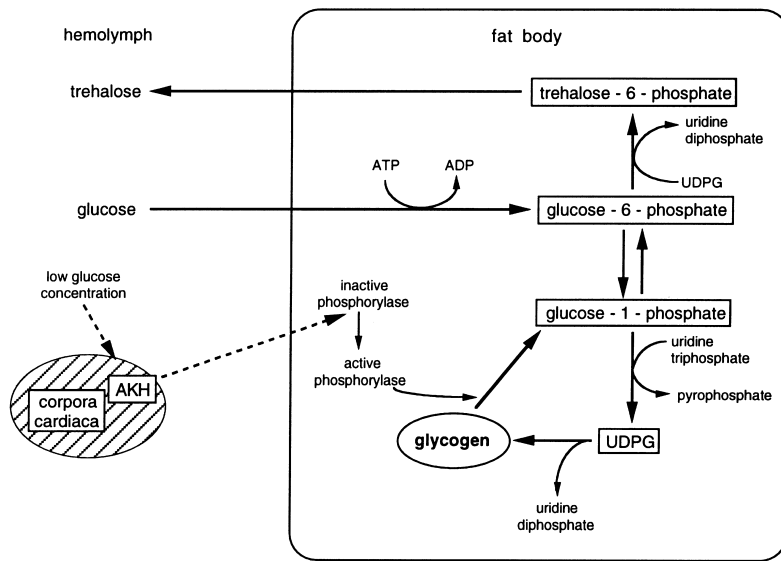 hemolymph
fat body
trehalose
trehalose - 6 - phosphate
uridine
diphosphate
ATP
ADP
UDPG
glucose
glucose - 6 - phosphate
low glucose
concentration
inactive
phosphorylase
glucose - 1 - phosphate
uridine
triphosphate
active
phosphorylase
AKH
pyrophosphate
corpora
cardiaca
glycogen
UDPG
uridine
diphosphate